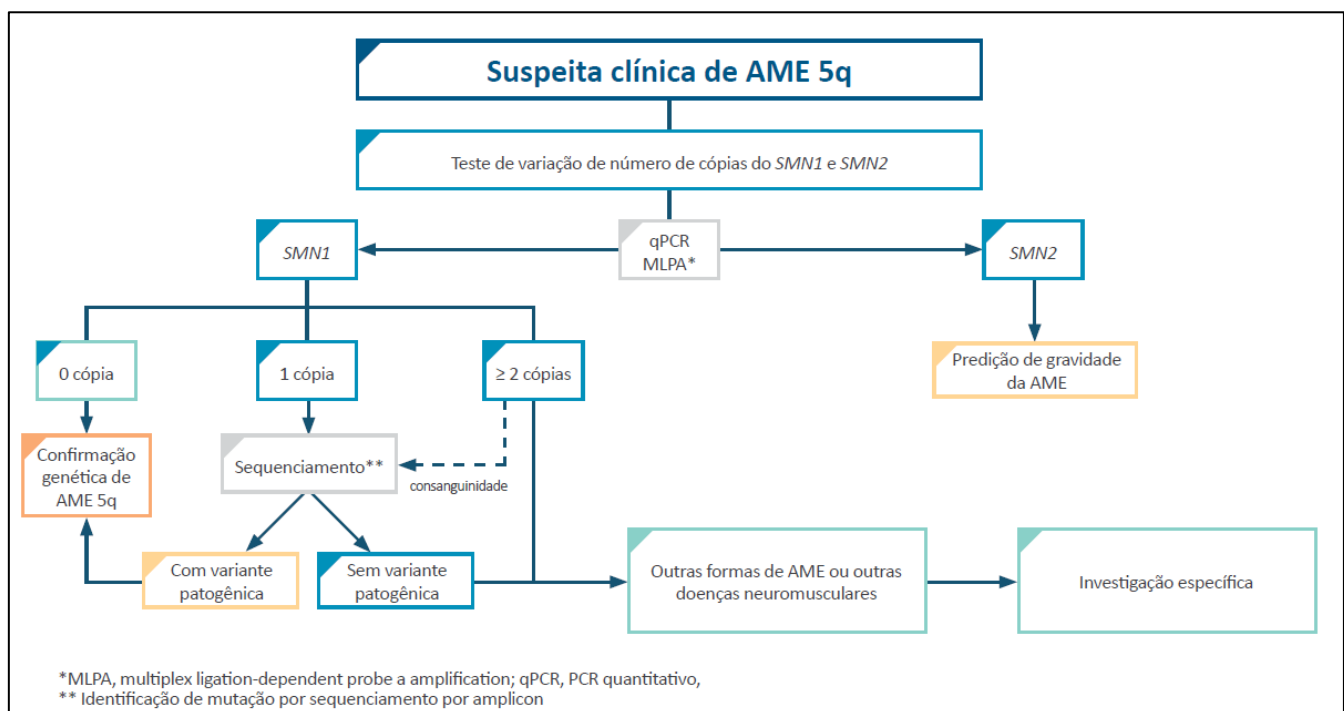 Suspeita clínica de AME 5q
Teste de variação de número de cópias do SMN1 e SMN2
SMN1
qPCR
MLPA*
SMN2
0 cópia
1 cópia
≥ 2 cópias
Predição de gravidade
da AME
Confirmação
genética de
AME 5q
Sequenciamento**
consanguinidade
Com variante
patogênica
Sem variante
patogênica
Outras formas de AME ou outras
doenças neuromusculares
Investigação específica
*MLPA, multiplex ligation-dependent probe a amplification; qPCR, PCR quantitativo,
** Identificação de mutação por sequenciamento por amplicon